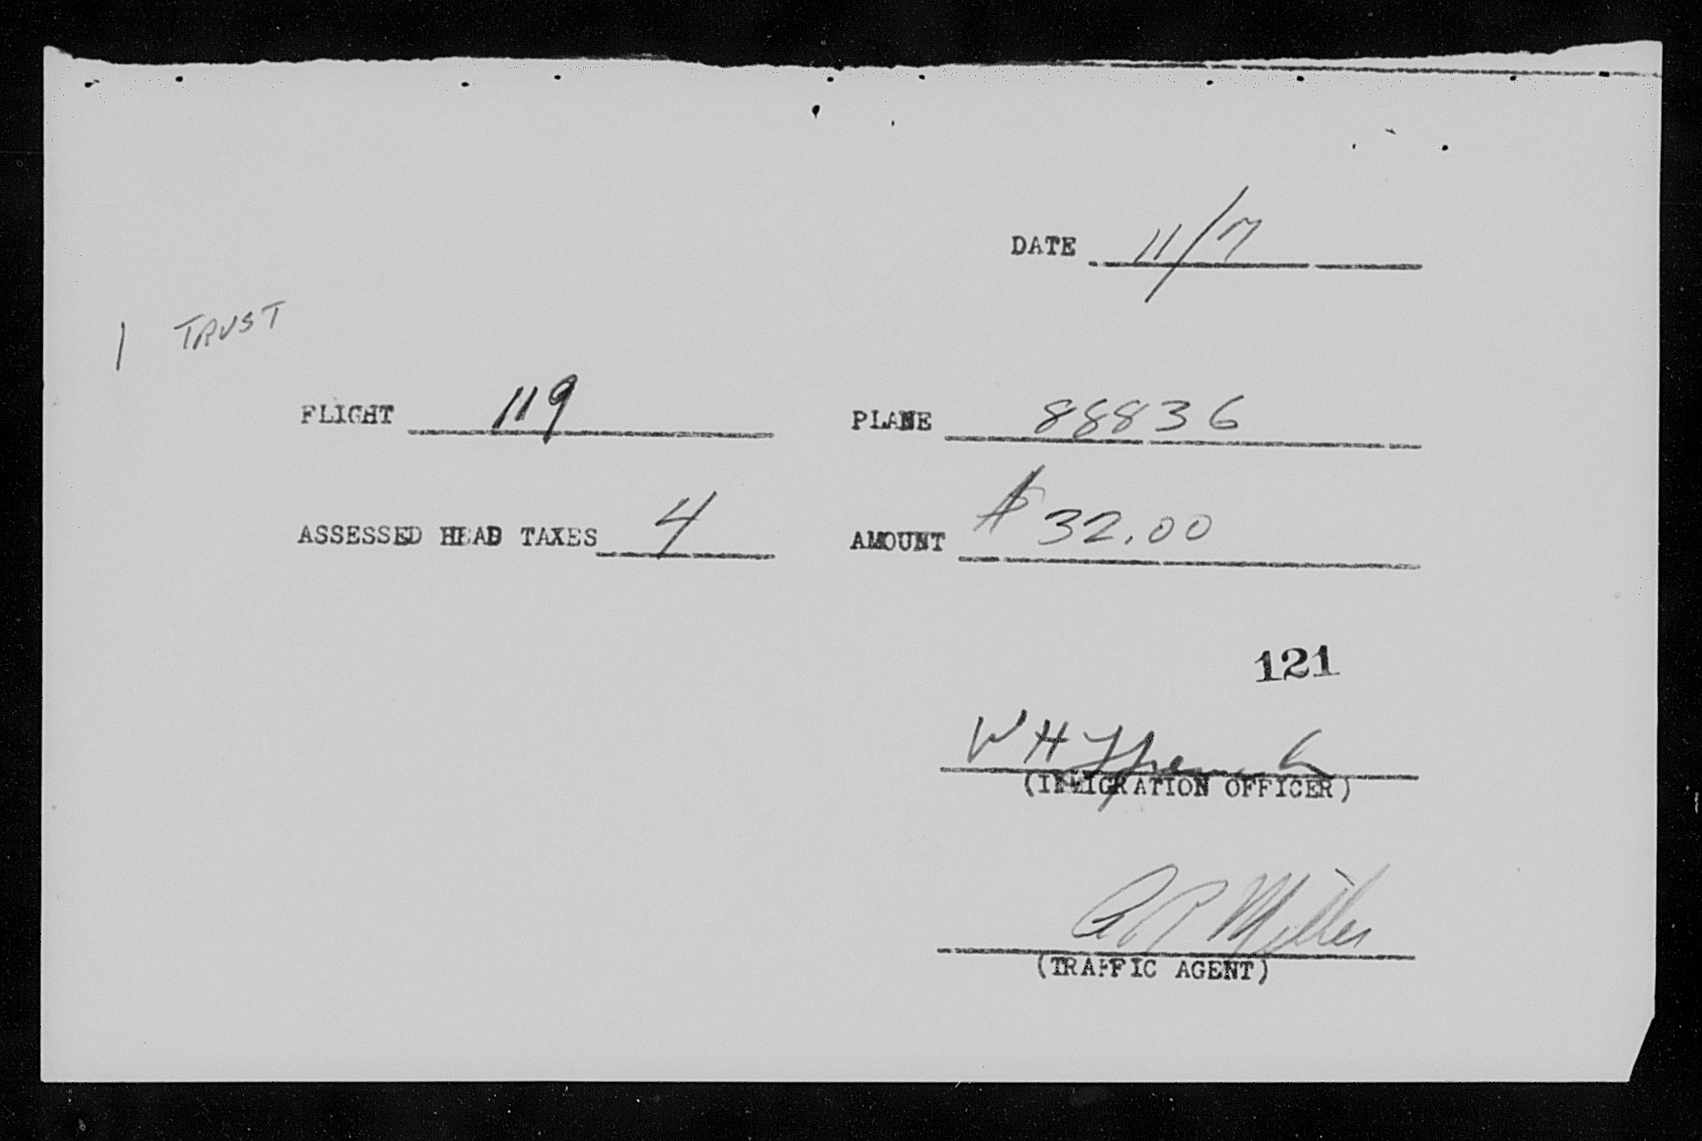 DATE 11/7
1 TRUST
FLIGHT 119 PLANE 88836
ASSESSED HEAD TAXES 4 AMOUNT $32.00
121
W H
(IMMIGRATION OFFICER)
Miller
(TRAFFIC AGENT)